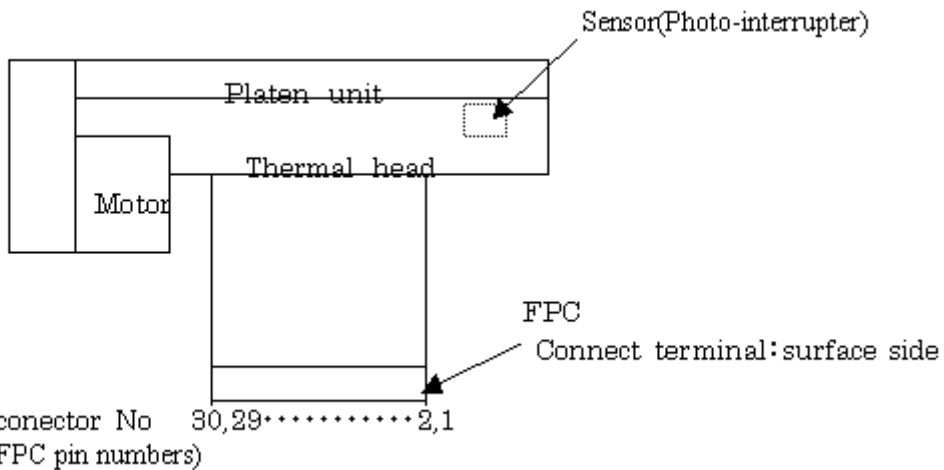 Sensor(Photo-interrupter)
Platen unit
Thermal head
Motor
FPC
Connect terminal:surface side
conector No 30,29···········2,1
FPC pin numbers)